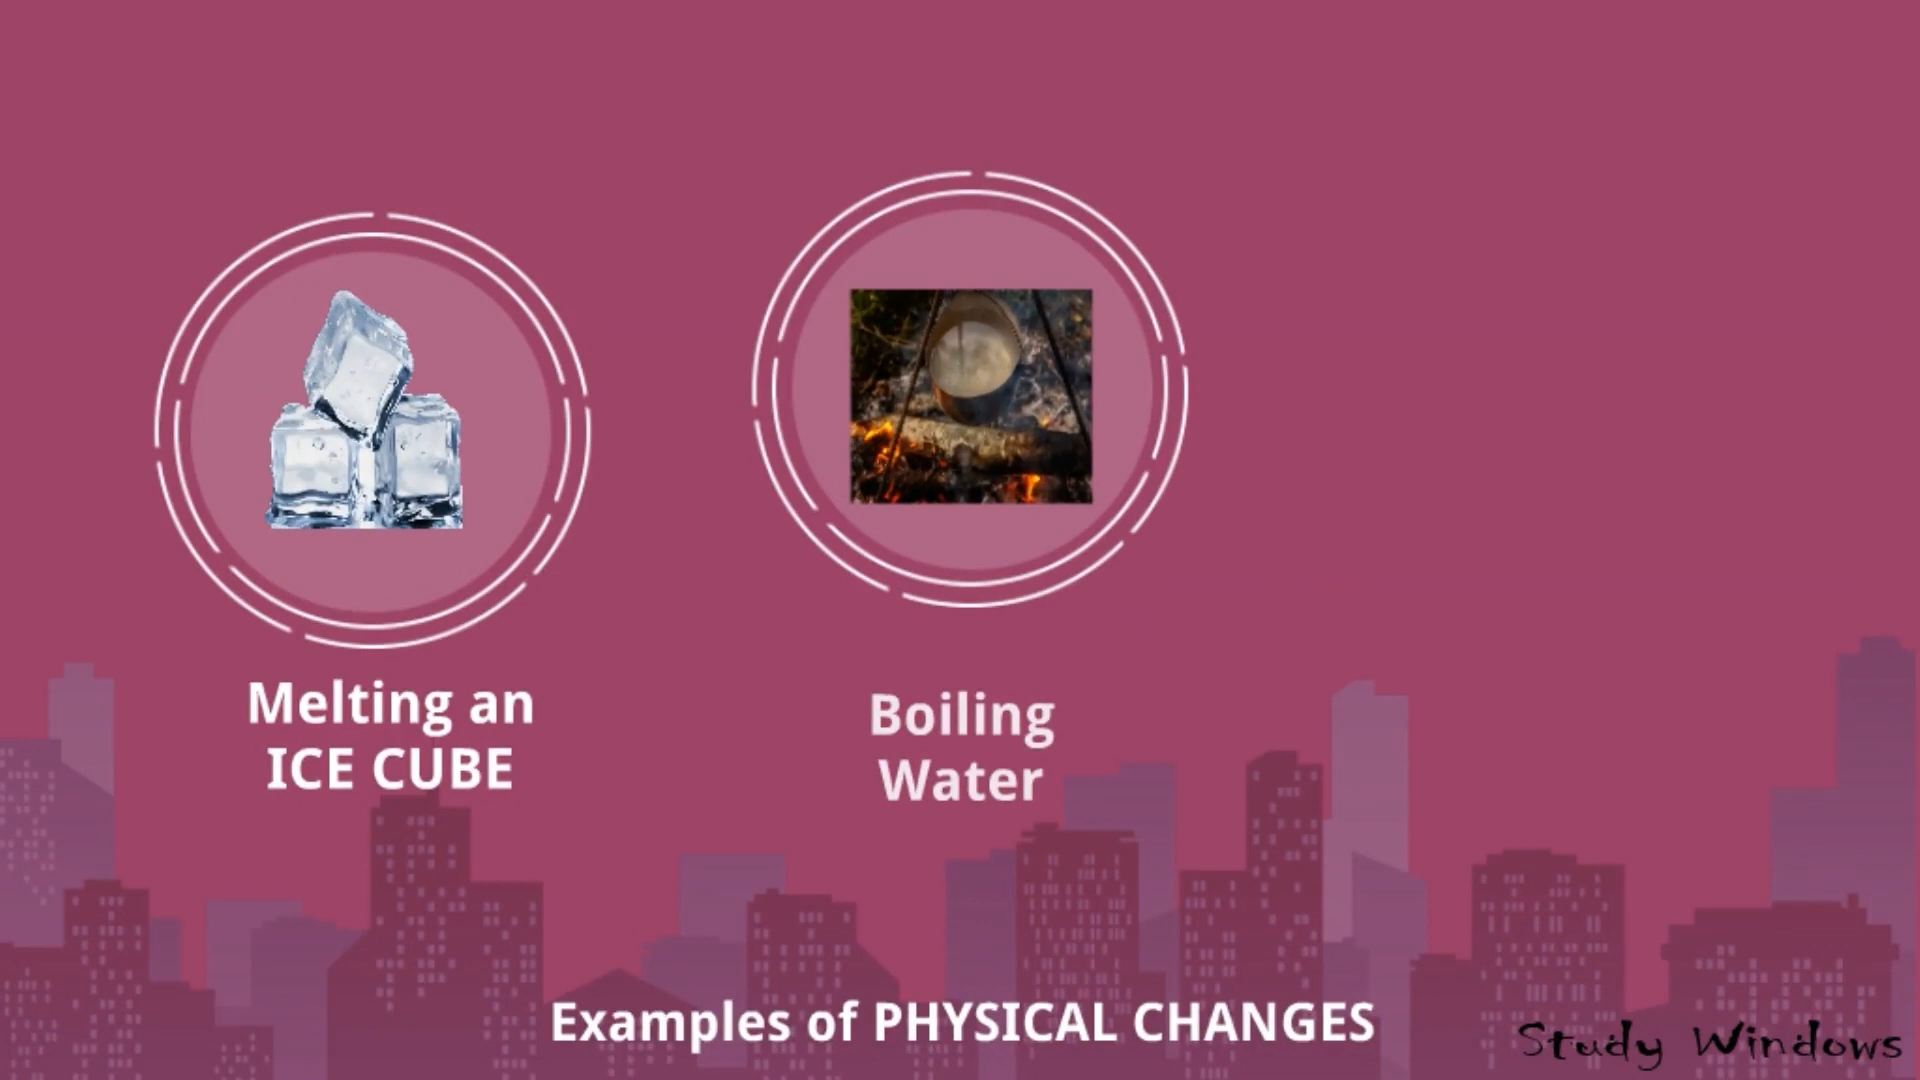 Melting an
ICE CUBE
Boiling
Water
Examples of PHYSICAL CHANGES
Study Windows